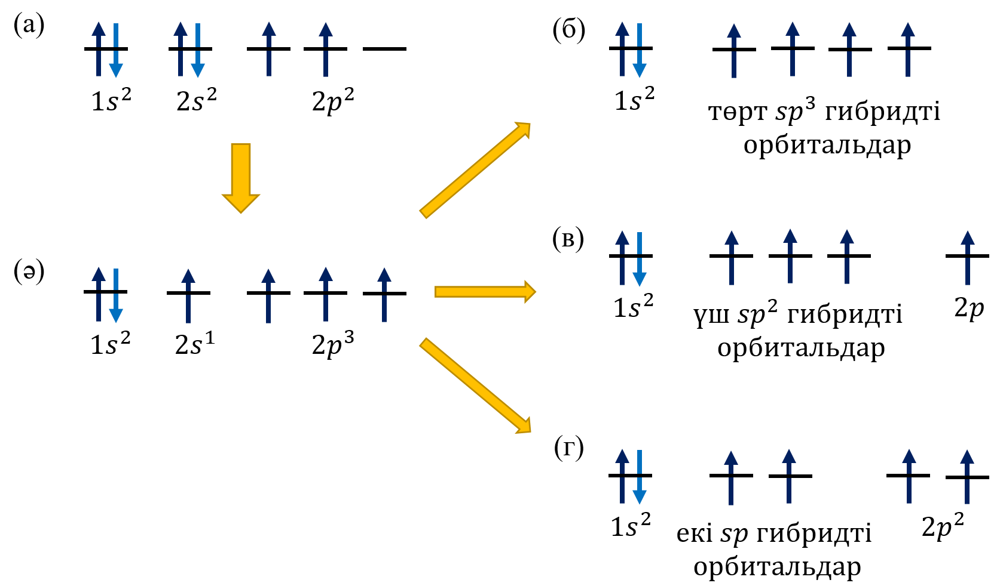 (а)
1s² 2s² 2p²
(ә)
1s² 2s¹ 2p³
(б)
1s²
төрт sp³ гибридті
орбитальдар
(в)
1s²
үш sp² гибридті
орбитальдар
2p
(г)
1s²
екі sp гибридті
орбитальдар
2p²